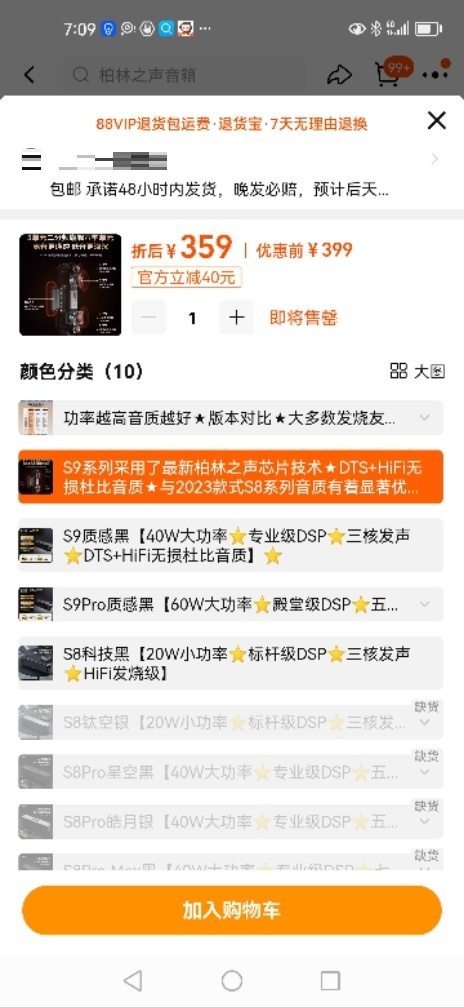 7:09
柏林之声音箱
99+
88VIP退货包运费·退货宝·7天无理由退换
包邮 承诺48小时内发货，晚发必赔，预计后天...
折后¥359 | 优惠前¥399
官方立减40元
1
即将售罄
颜色分类（10）
大图
功率越高音质越好★版本对比★大多数发烧友...
S9系列采用了最新柏林之声芯片技术★DTS+HiFi无
损杜比音质★与2023款式S8系列音质有着显著优...
S9质感黑【40W大功率⭐专业级DSP⭐三核发声
⭐DTS+HiFi无损杜比音质】⭐
S9Pro质感黑【60W大功率⭐殿堂级DSP⭐五...
S8科技黑【20W小功率⭐标杆级DSP⭐三核发声
⭐HiFi发烧级】
缺货
S8钛空银【20W小功率⭐标杆级DSP⭐三核发...
缺货
S8Pro星空黑【40W大功率⭐专业级DSP⭐五...
缺货
S8Pro皓月银【40W大功率⭐专业级DSP⭐五...
缺货
加入购物车